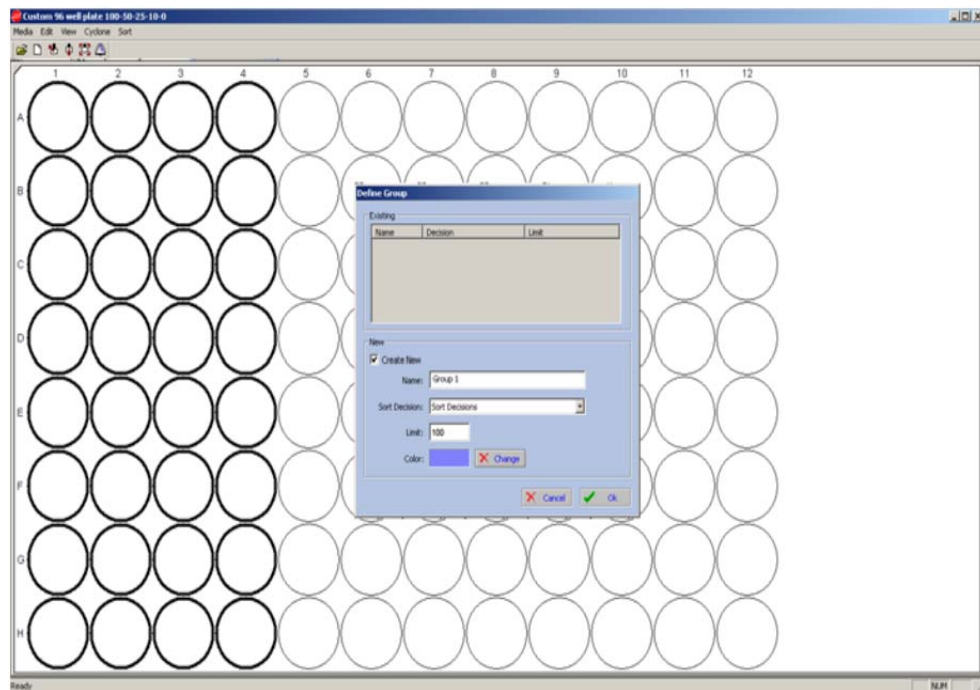 Custom 96 well plate 100-50-25-10-0
Media Edit View Cyclone Sort
1 2 3 4 5 6 7 8 9 10 11 12
A
B
Define Group
Existing
Name Decision Limit
C
D
New
Create New
Name: Group 1
E
Sort Decision: Sort Decisions
Limit: 100
Color: Change
F
Cancel Ok
G
H
Ready NUM